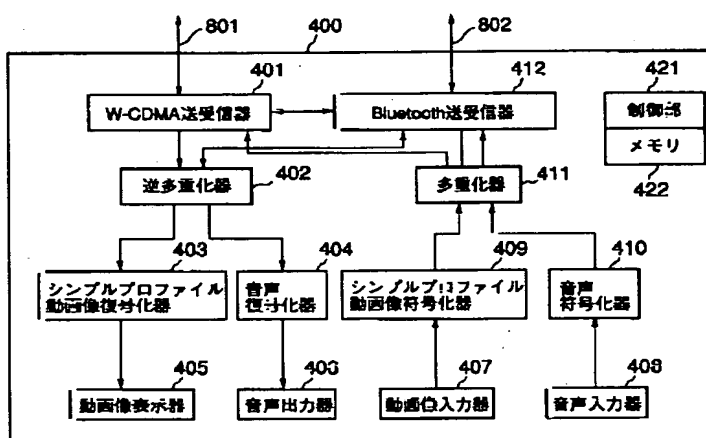 801
400
802
401
412
421
W-CDMA送受信器
Bluetooth送受信器
制御部
メモリ
422
逆多重化器
402
多重化器
411
403
404
409
410
シンプルプロファイル
動画像復号化器
音声
復号化器
シンプルプロファイル
動画像符号化器
音声
符号化器
405
406
407
408
動画像表示器
音声出力器
動画像入力器
音声入力器